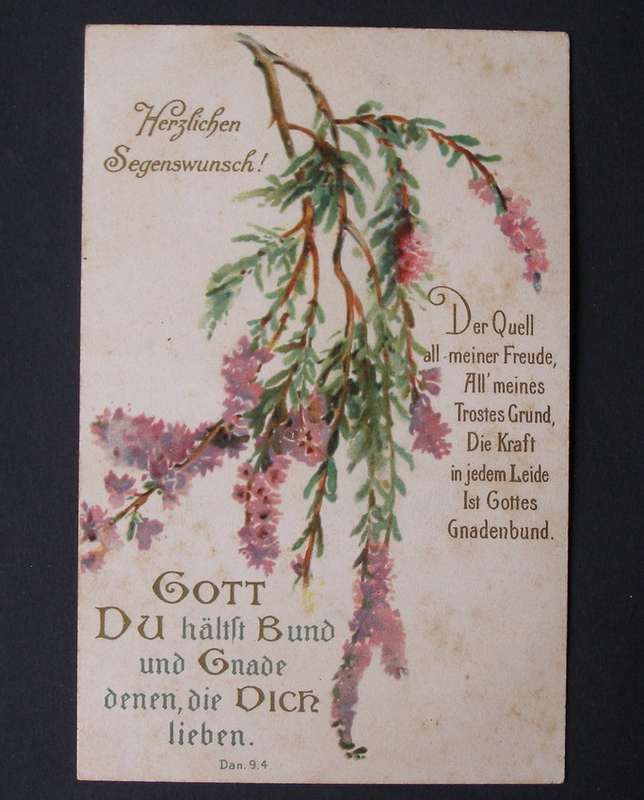 Herzlichen
Segenswunsch!
Der Quell
all meiner Freude,
All' meines
Trostes Grund,
Die Kraft
in jedem Leide
Ist Gottes
Gnadenbund.
GOTT
DU hältst Bund
und Gnade
denen, die DICH
lieben.
Dan. 9.4